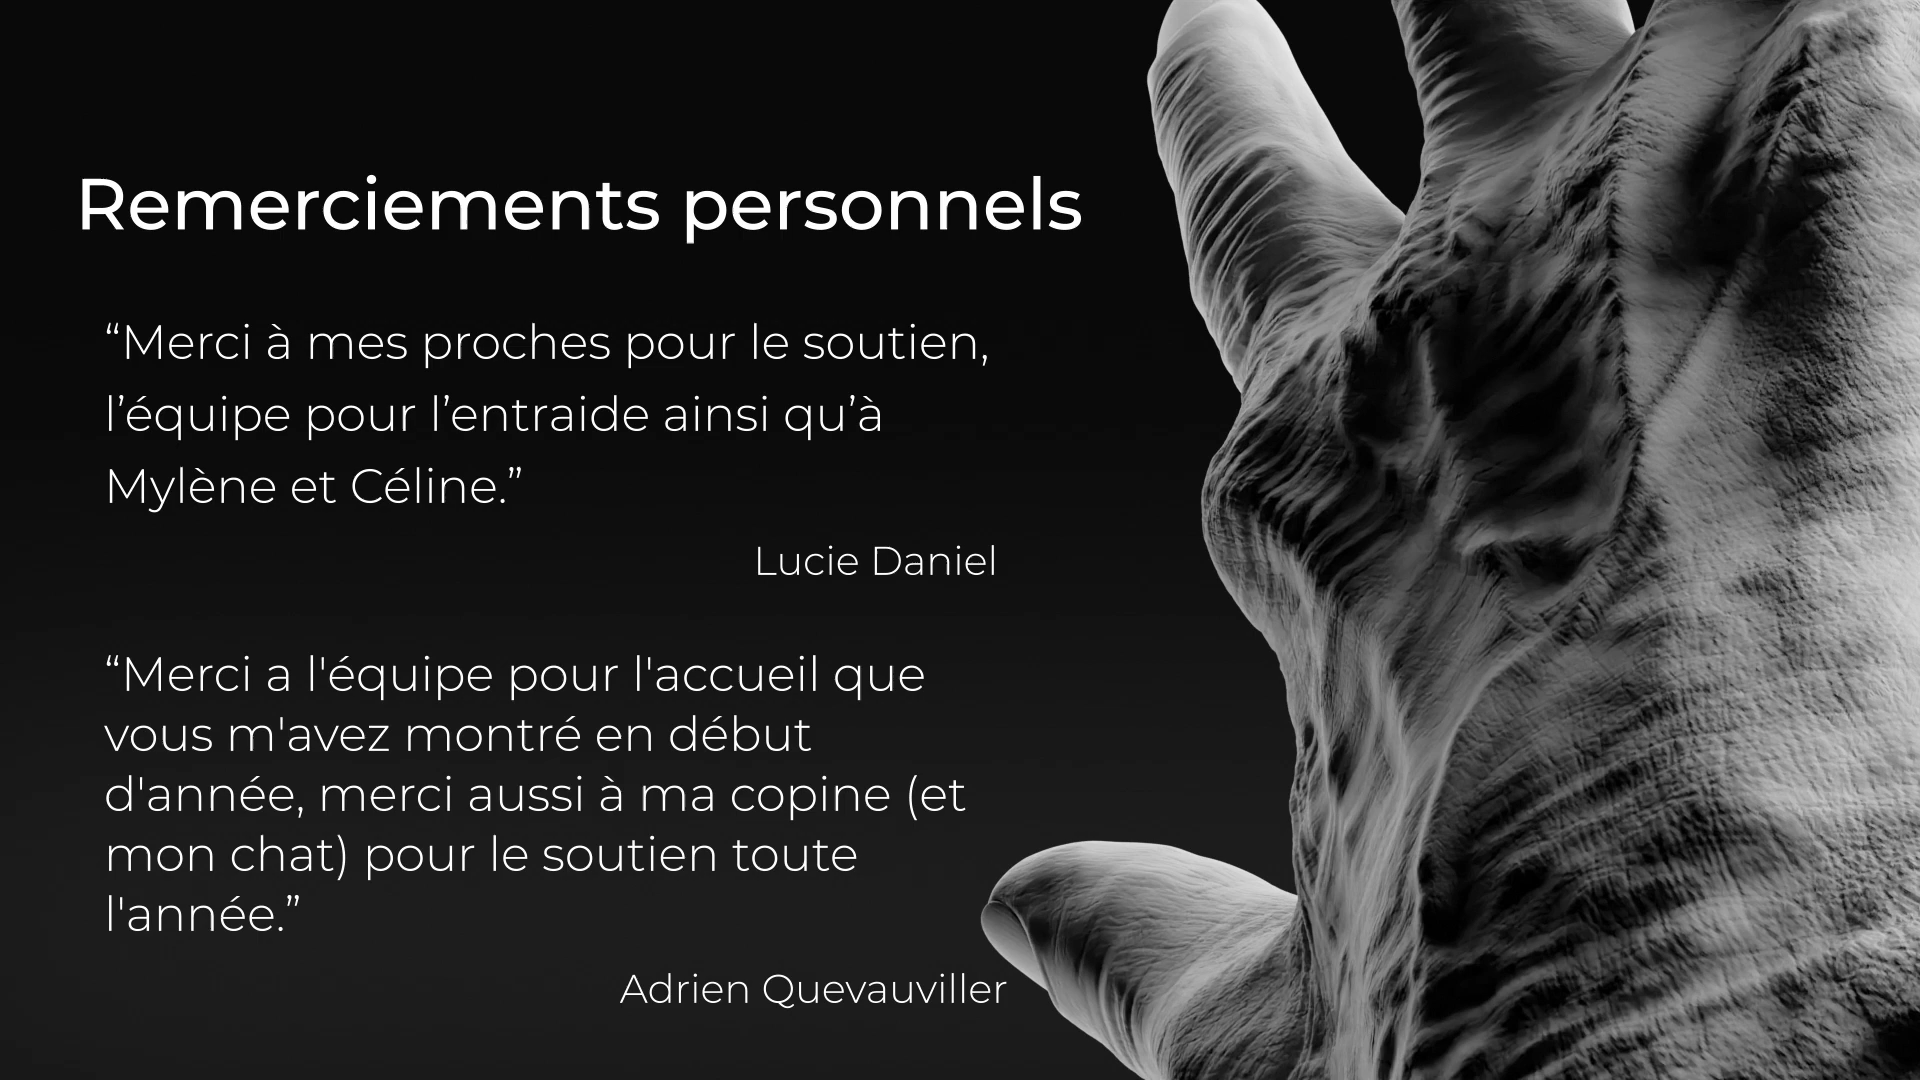 Remerciements personnels
“Merci à mes proches pour le soutien,
l’équipe pour l’entraide ainsi qu’à
Mylène et Céline.”
Lucie Daniel
“Merci a l'équipe pour l'accueil que
vous m'avez montré en début
d'année, merci aussi à ma copine (et
mon chat) pour le soutien toute
l'année.”
Adrien Quevauviller